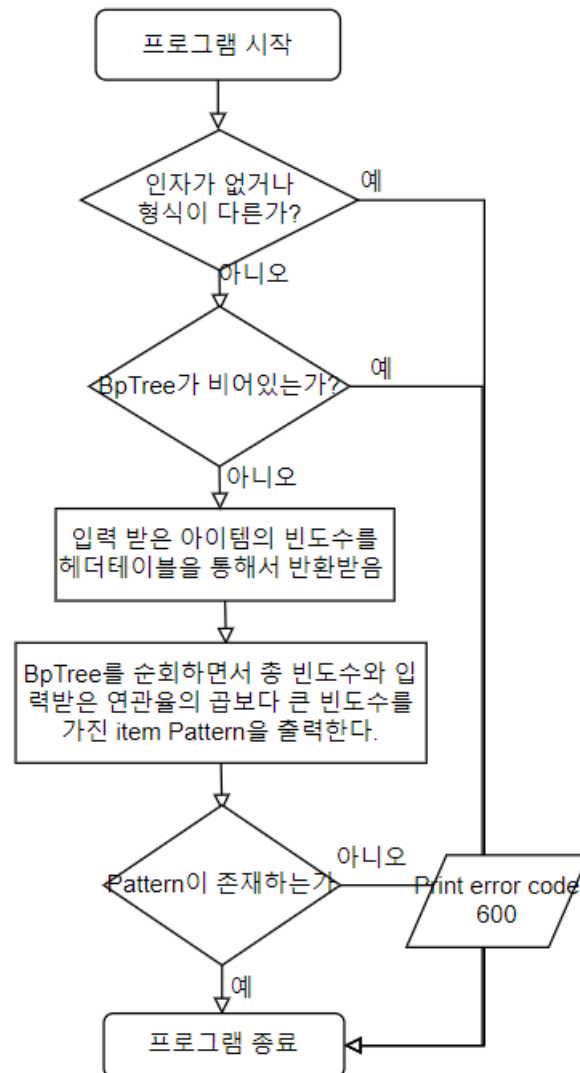 프로그램 시작
인자가 없거나
형식이 다른가?
예
아니오
BpTree가 비어있는가?
예
아니오
입력 받은 아이템의 빈도수를
헤더테이블을 통해서 반환받음
BpTree를 순회하면서 총 빈도수와 입
력받은 연관율의 곱보다 큰 빈도수를
가진 item Pattern을 출력한다.
Pattern이 존재하는가
아니오
Print error code
600
예
프로그램 종료